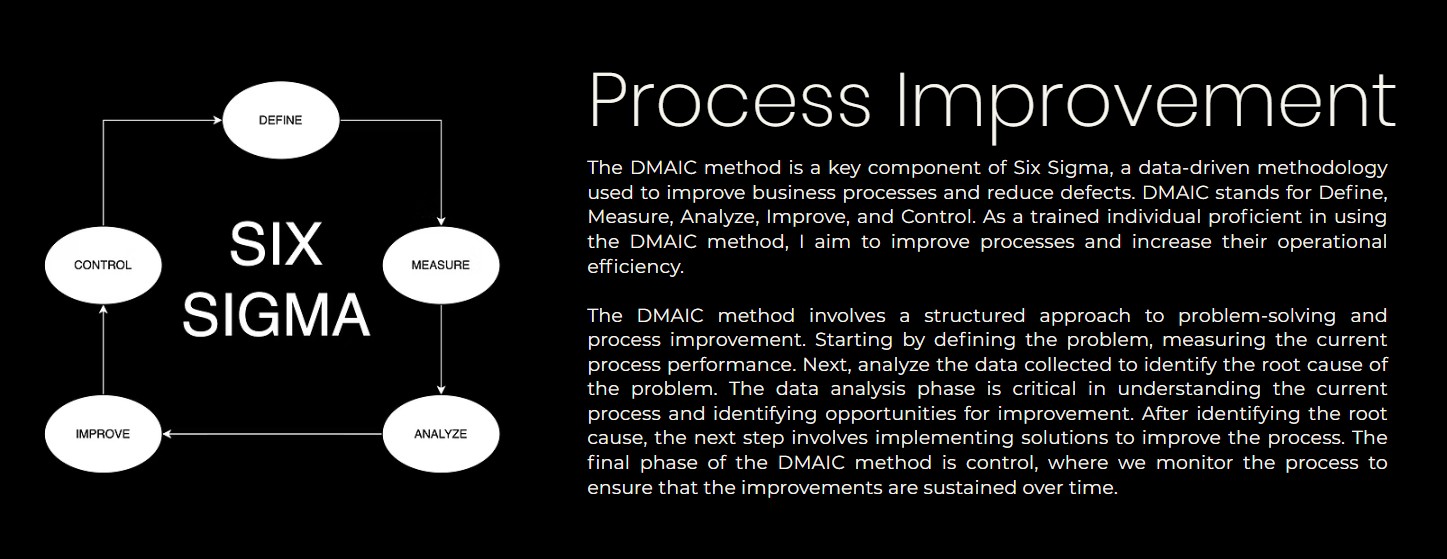 DEFINE
CONTROL
SIX
SIGMA
MEASURE
IMPROVE
ANALYZE
Process Improvement
The DMAIC method is a key component of Six Sigma, a data-driven methodology
used to improve business processes and reduce defects. DMAIC stands for Define,
Measure, Analyze, Improve, and Control. As a trained individual proficient in using
the DMAIC method, I aim to improve processes and increase their operational
efficiency.
The DMAIC method involves a structured approach to problem-solving and
process improvement. Starting by defining the problem, measuring the current
process performance. Next, analyze the data collected to identify the root cause of
the problem. The data analysis phase is critical in understanding the current
process and identifying opportunities for improvement. After identifying the root
cause, the next step involves implementing solutions to improve the process. The
final phase of the DMAIC method is control, where we monitor the process to
ensure that the improvements are sustained over time.